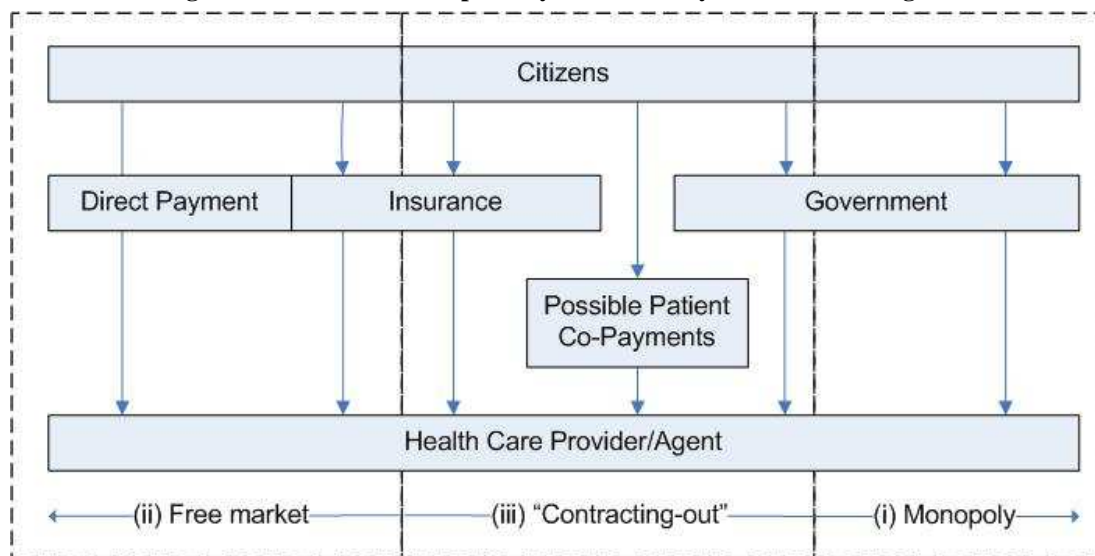 Citizens
Direct Payment
Insurance
Government
Possible Patient
Co-Payments
Health Care Provider/Agent
(ii) Free market
(iii) “Contracting-out”
(i) Monopoly